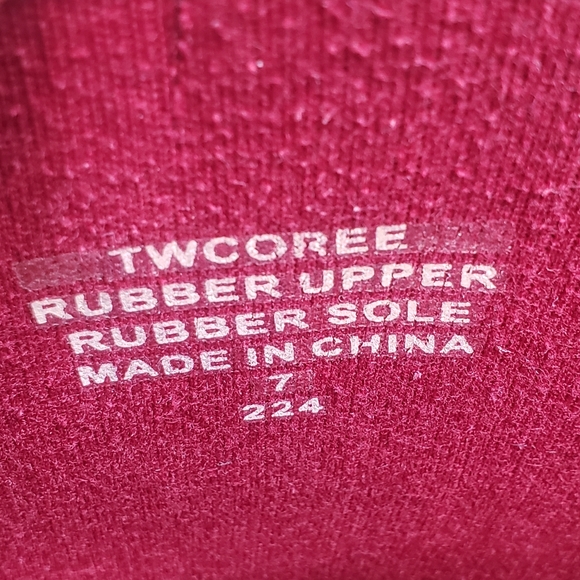 TWCOREE
RUBBER UPPER
RUBBER SOLE
MADE IN CHINA
7
224